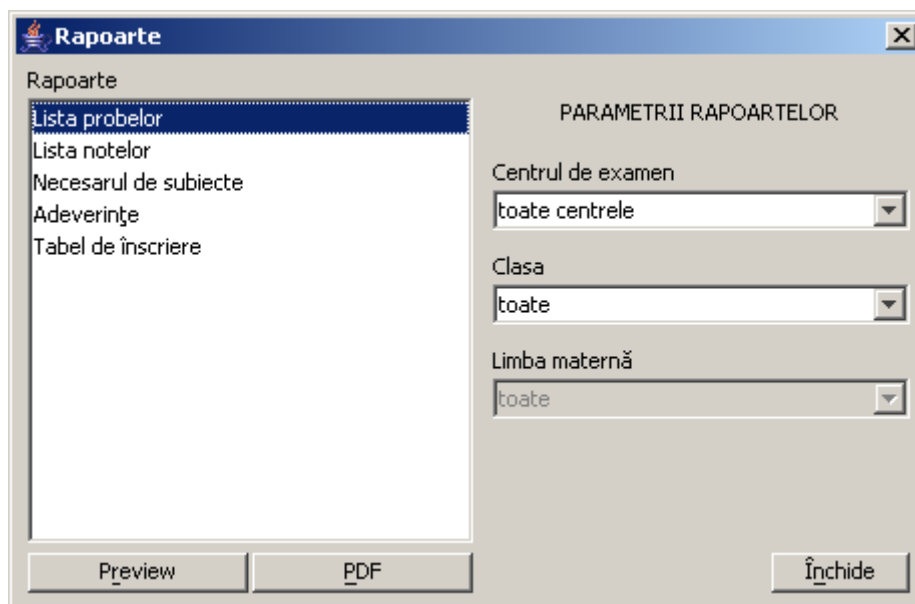 Rapoarte
Rapoarte
Lista probelor
Lista notelor
Necesarul de subiecte
Adeverinţe
Tabel de înscriere
PARAMETRII RAPOARTELOR
Centrul de examen
toate centrele
Clasa
toate
Limba maternă
toate
Preview
PDF
Închide